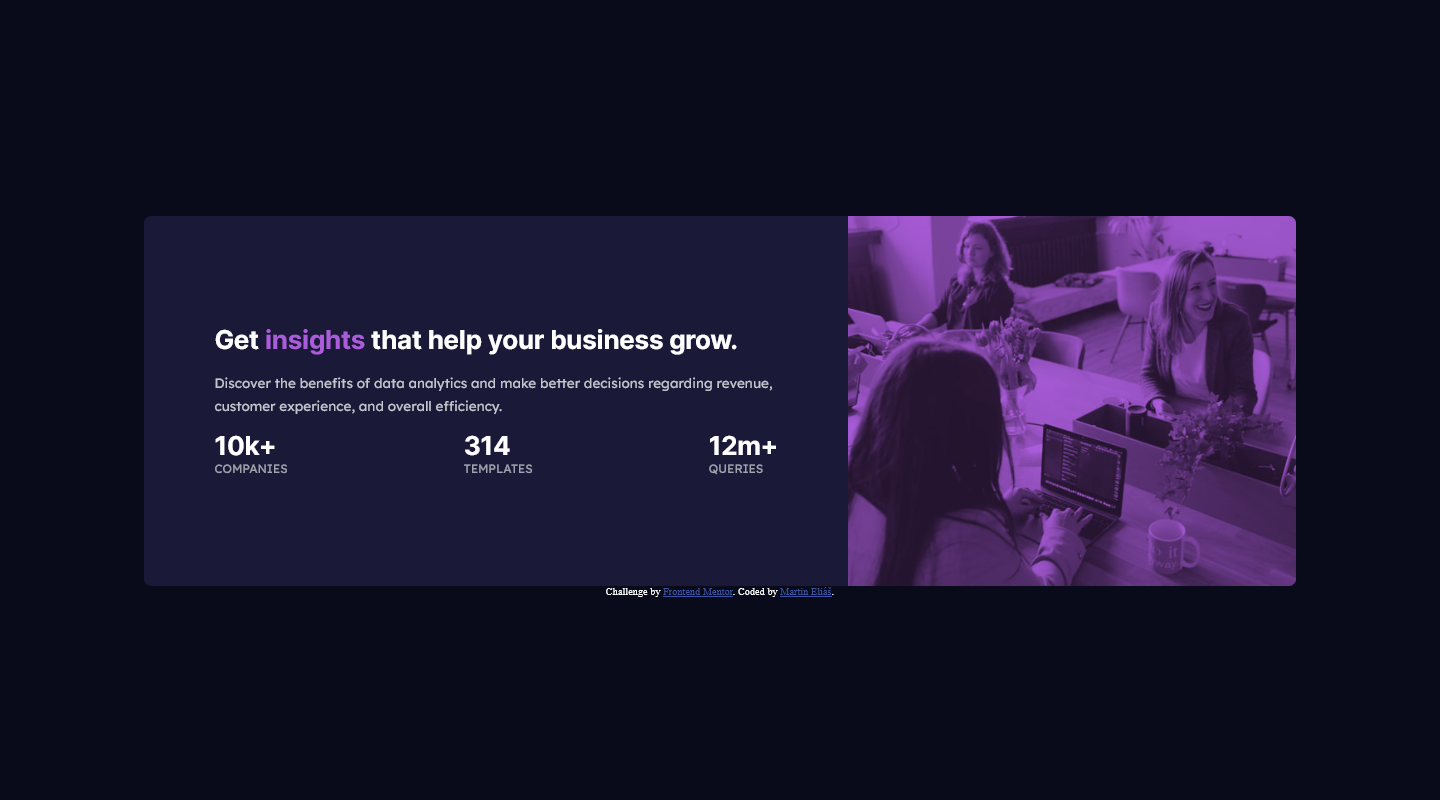 Get insights that help your business grow.
Discover the benefits of data analytics and make better decisions regarding revenue,
customer experience, and overall efficiency.
10k+ 314 12m+
COMPANIES TEMPLATES QUERIES
Challenge by Frontend Mentor. Coded by Martin Eliáš.